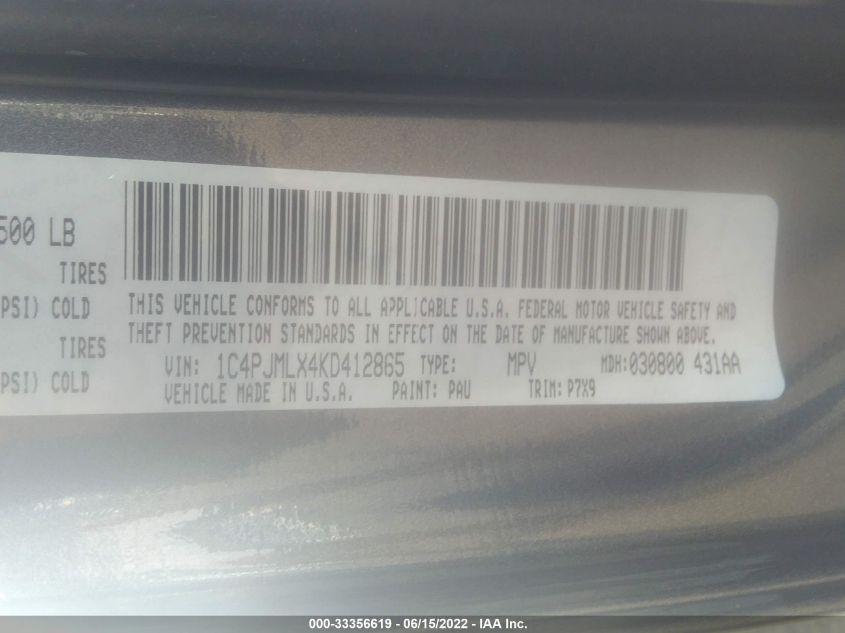 500 LB
TIRES
PSI) COLD
TIRES
PSI) COLD
THIS VEHICLE CONFORMS TO ALL APPLICABLE U.S.A. FEDERAL MOTOR VEHICLE SAFETY AND
THEFT PREVENTION STANDARDS IN EFFECT ON THE DATE OF MANUFACTURE SHOWN ABOVE.
VIN: 1C4PJMLX4KD412865 TYPE: MPV MDH:030800 431AA
VEHICLE MADE IN U.S.A. PAINT: PAU TRIM: P7X9
000-33356619 - 06/15/2022 - IAA Inc.